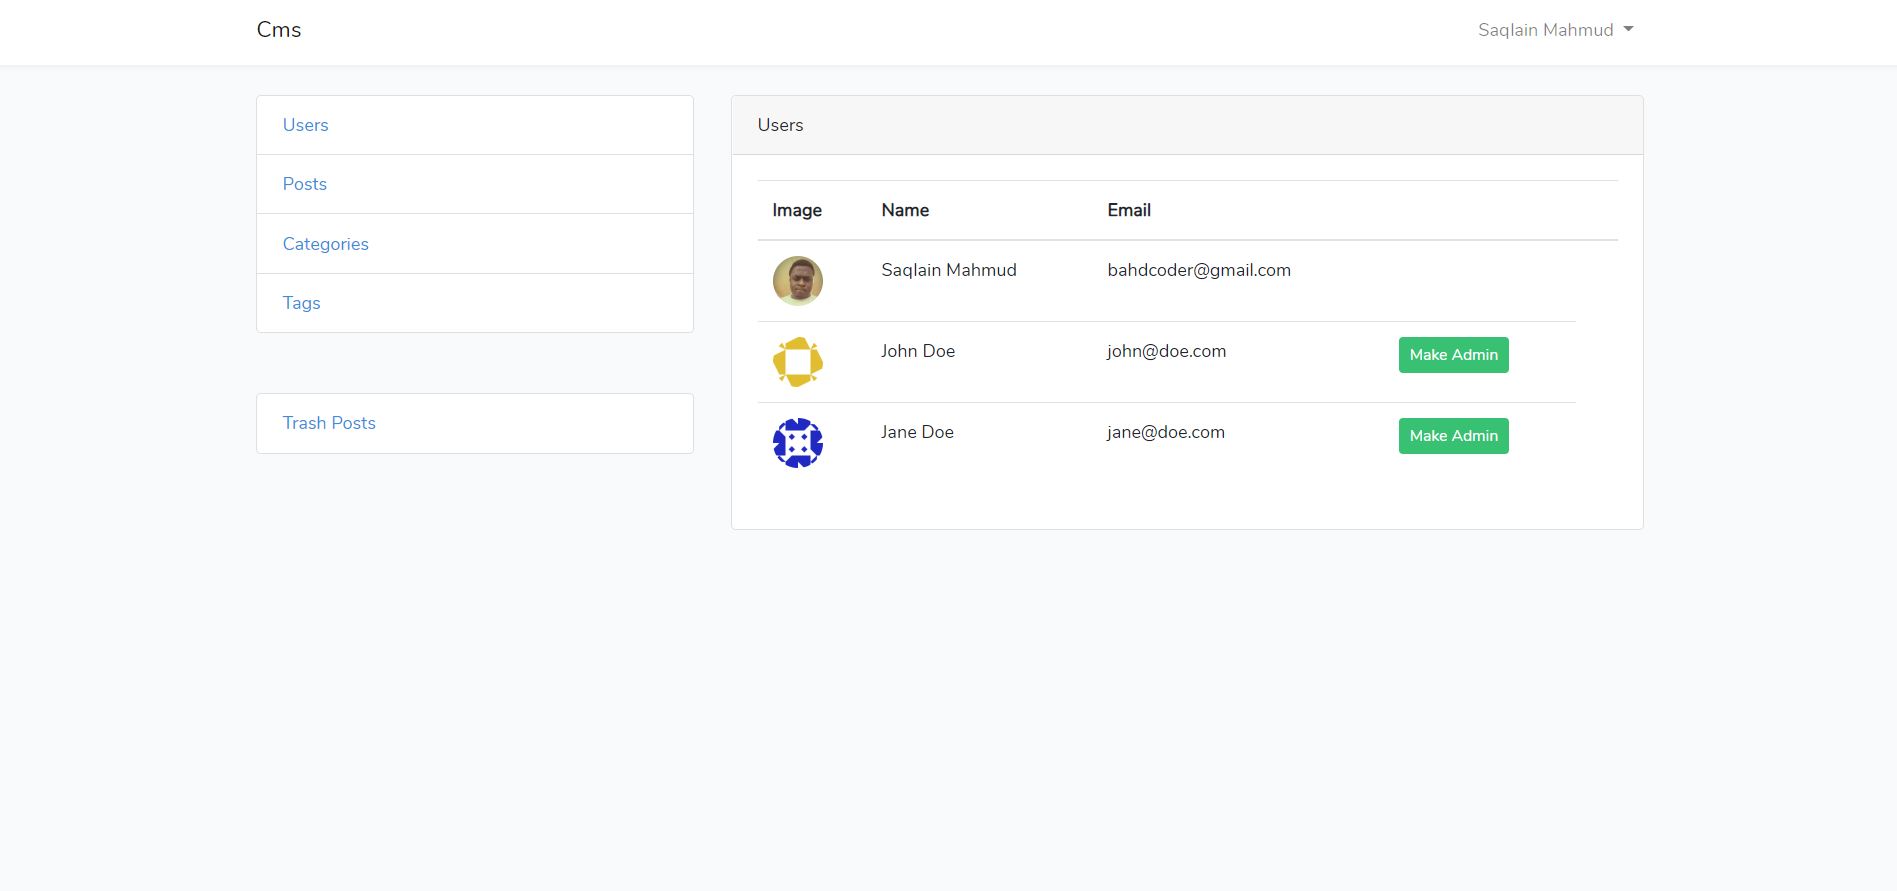 Cms
Saqlain Mahmud
Users
Posts
Categories
Tags
Trash Posts
Users
Image Name Email
Saqlain Mahmud bahdcoder@gmail.com
John Doe john@doe.com Make Admin
Jane Doe jane@doe.com Make Admin